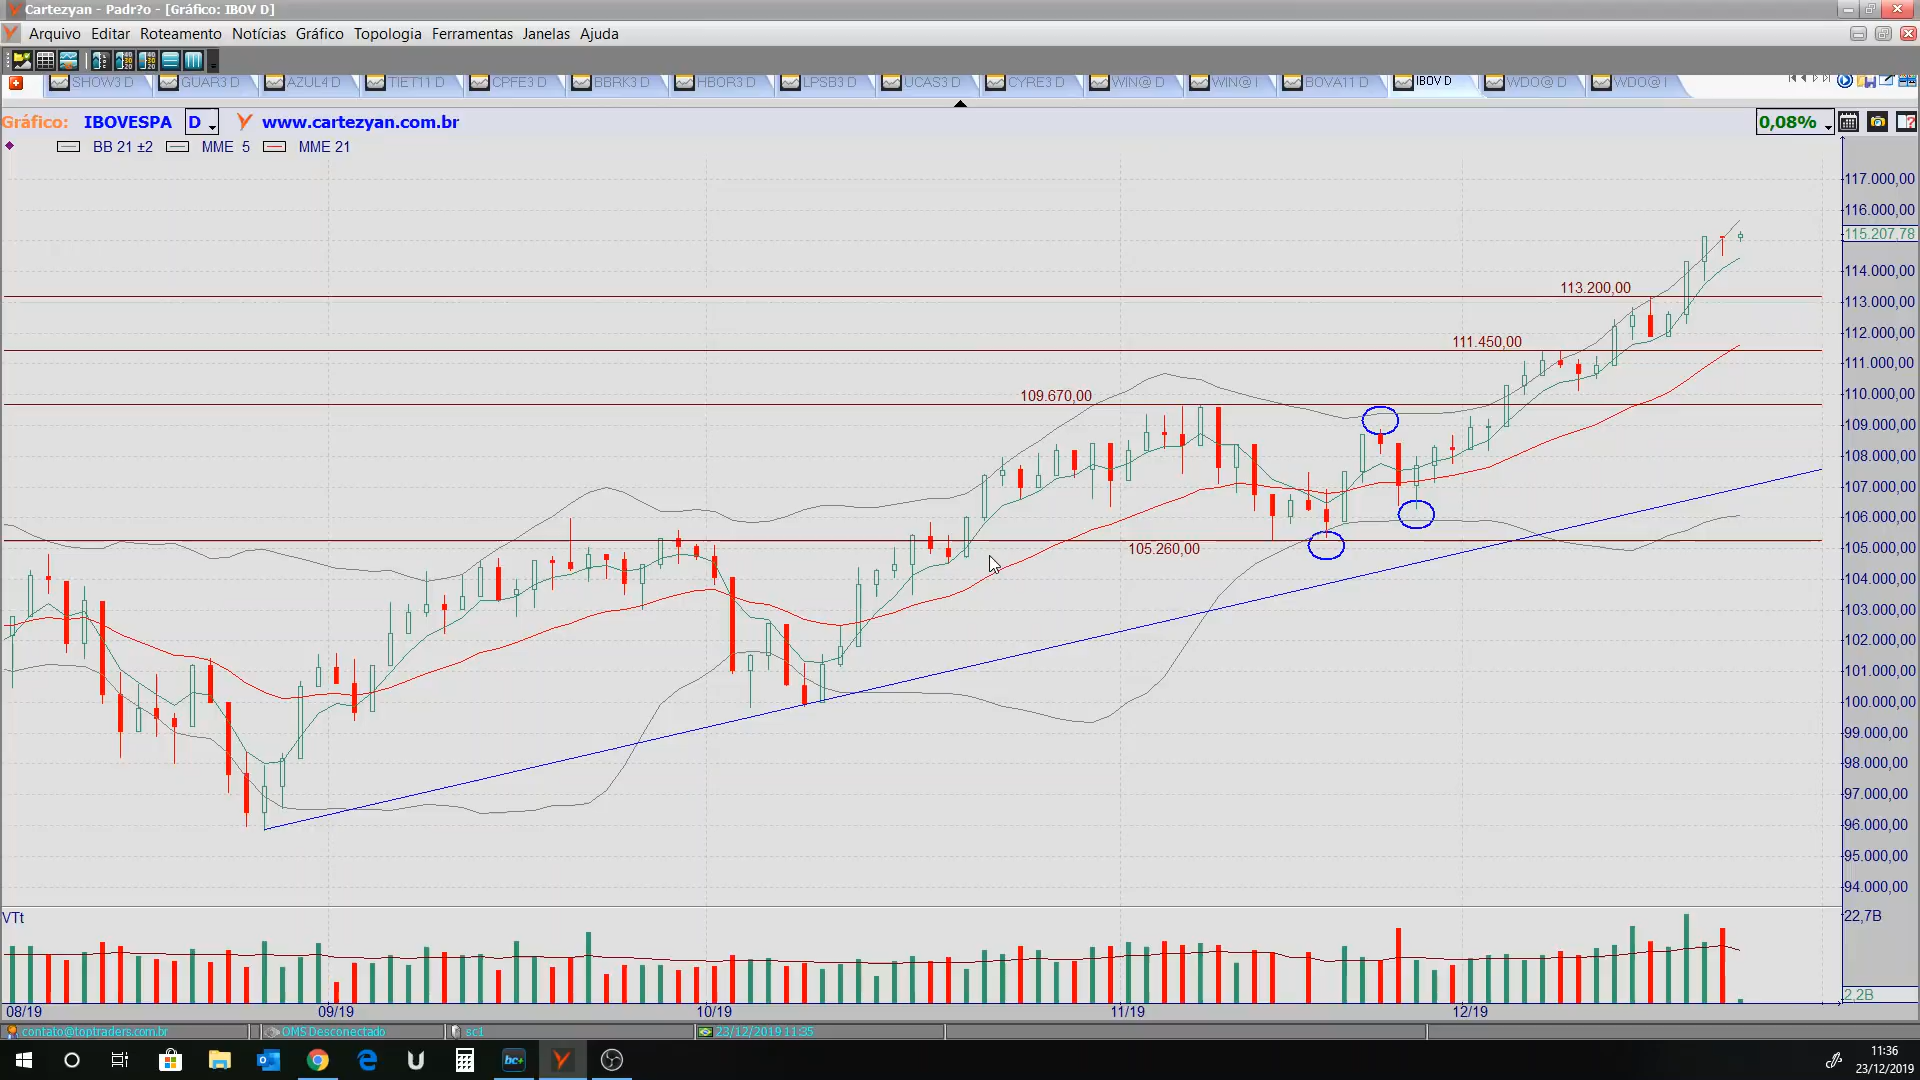 Cartezyan - Padr?o - [Gráfico: IBOV D]
Arquivo Editar Roteamento Notícias Gráfico Topologia Ferramentas Janelas Ajuda
SHOW3 D GUAR3 D AZUL4 D TIET11 D CPFE3 D BBRK3 D HBOR3 D LPSB3 D UCAS3 D CYRE3 D WIN@ D WIN@ I BOVA11 D IBOV D WDO@ D WDO@ I
Gráfico: IBOVESPA D www.cartezyan.com.br 0,08%
BB 21 ±2 MME 5 MME 21
117.000,00
116.000,00
115.207,78
114.000,00
113.200,00
113.000,00
112.000,00
111.450,00
111.000,00
109.670,00
110.000,00
109.000,00
108.000,00
107.000,00
106.000,00
105.260,00
105.000,00
104.000,00
103.000,00
102.000,00
101.000,00
100.000,00
99.000,00
98.000,00
97.000,00
96.000,00
95.000,00
94.000,00
VTt
22,7B
2,2B
08/19 09/19 10/19 11/19 12/19
contato@toptraders.com.br OMS Desconectado sc1 23/12/2019 11:35
bc+
11:36
23/12/2019